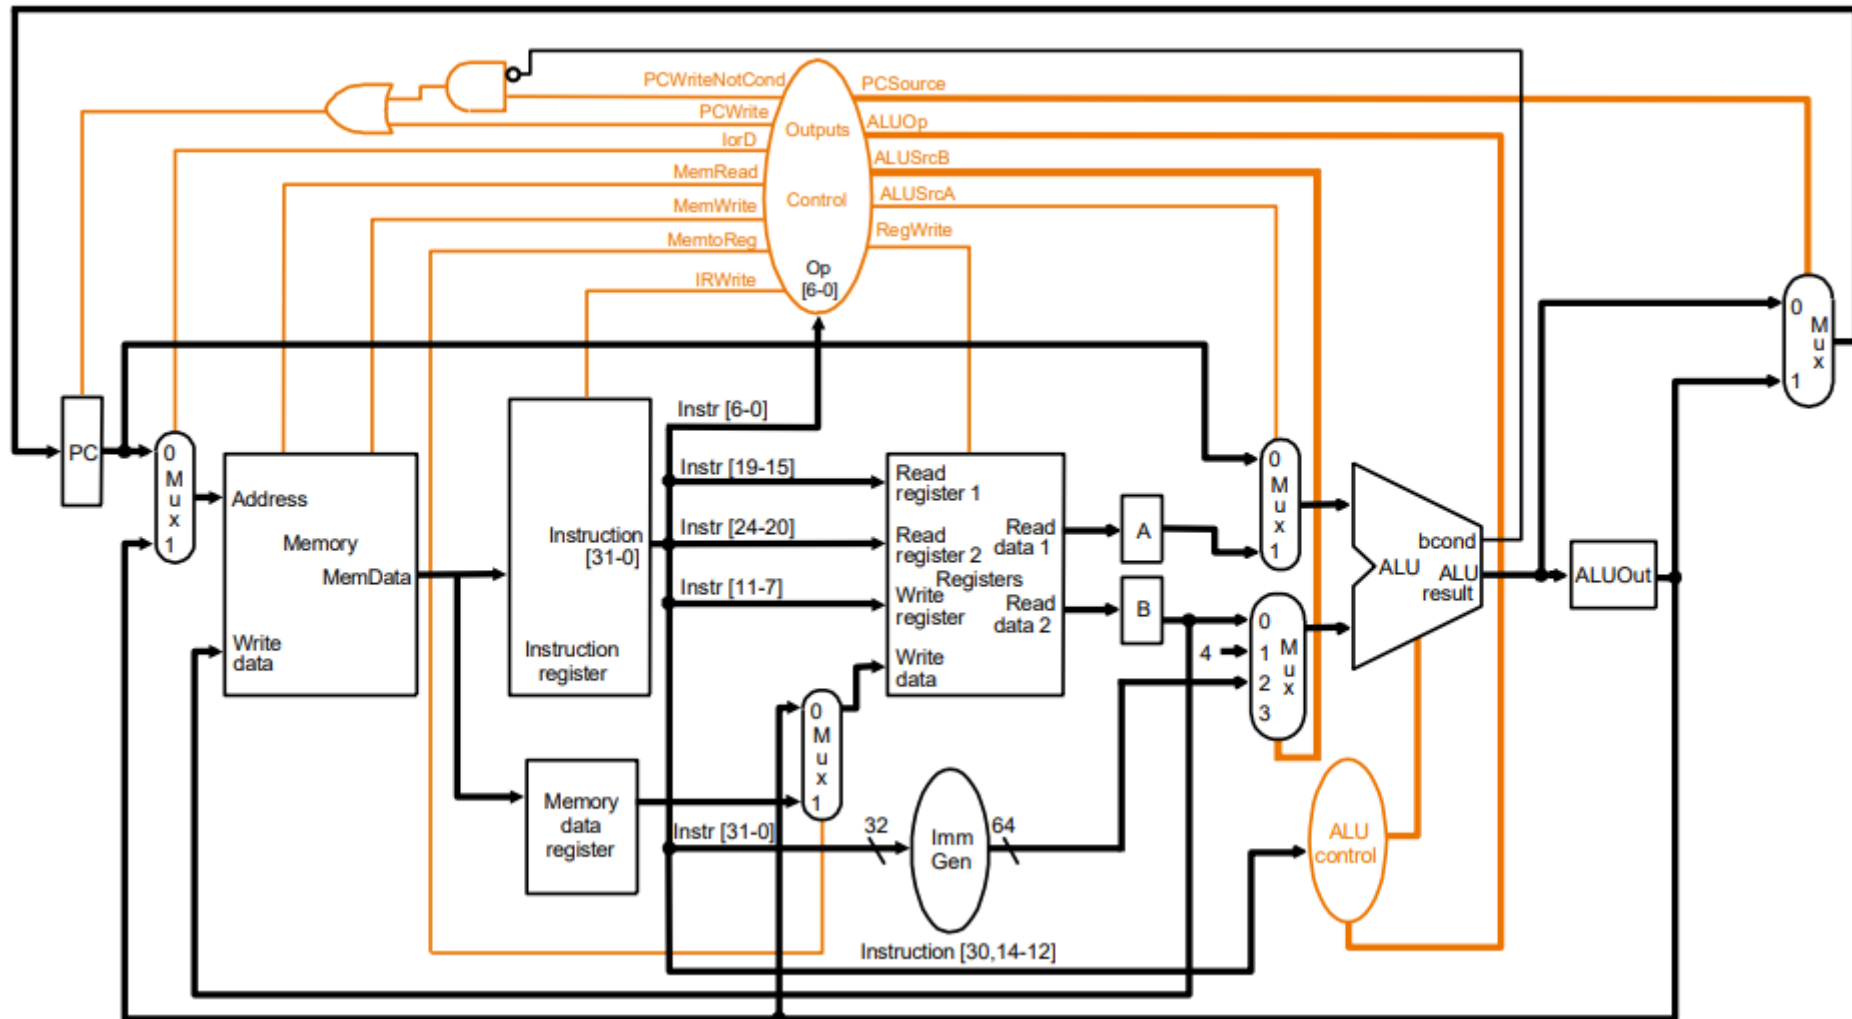 PCWriteNotCond
PCSource
PCWrite
Outputs
ALUOp
IorD
ALUSrcB
MemRead
Control
ALUSrcA
MemWrite
RegWrite
MemtoReg
Op
[6-0]
IRWrite
0
M
u
x
1
Instr [6-0]
PC
0
M
u
x
1
Address
Memory
MemData
Write
data
Instruction
[31-0]
Instruction
register
Instr [19-15]
Instr [24-20]
Instr [11-7]
Read
register 1
Read
register 2
Registers
Write
register
Write
data
Read
data 1
Read
data 2
A
B
0
M
u
x
1
4
0
1
2
3
M
u
x
bcond
ALU
ALU
result
ALUOut
0
M
u
x
1
Memory
data
register
Instr [31-0]
32
Imm
Gen
64
ALU
control
Instruction [30,14-12]